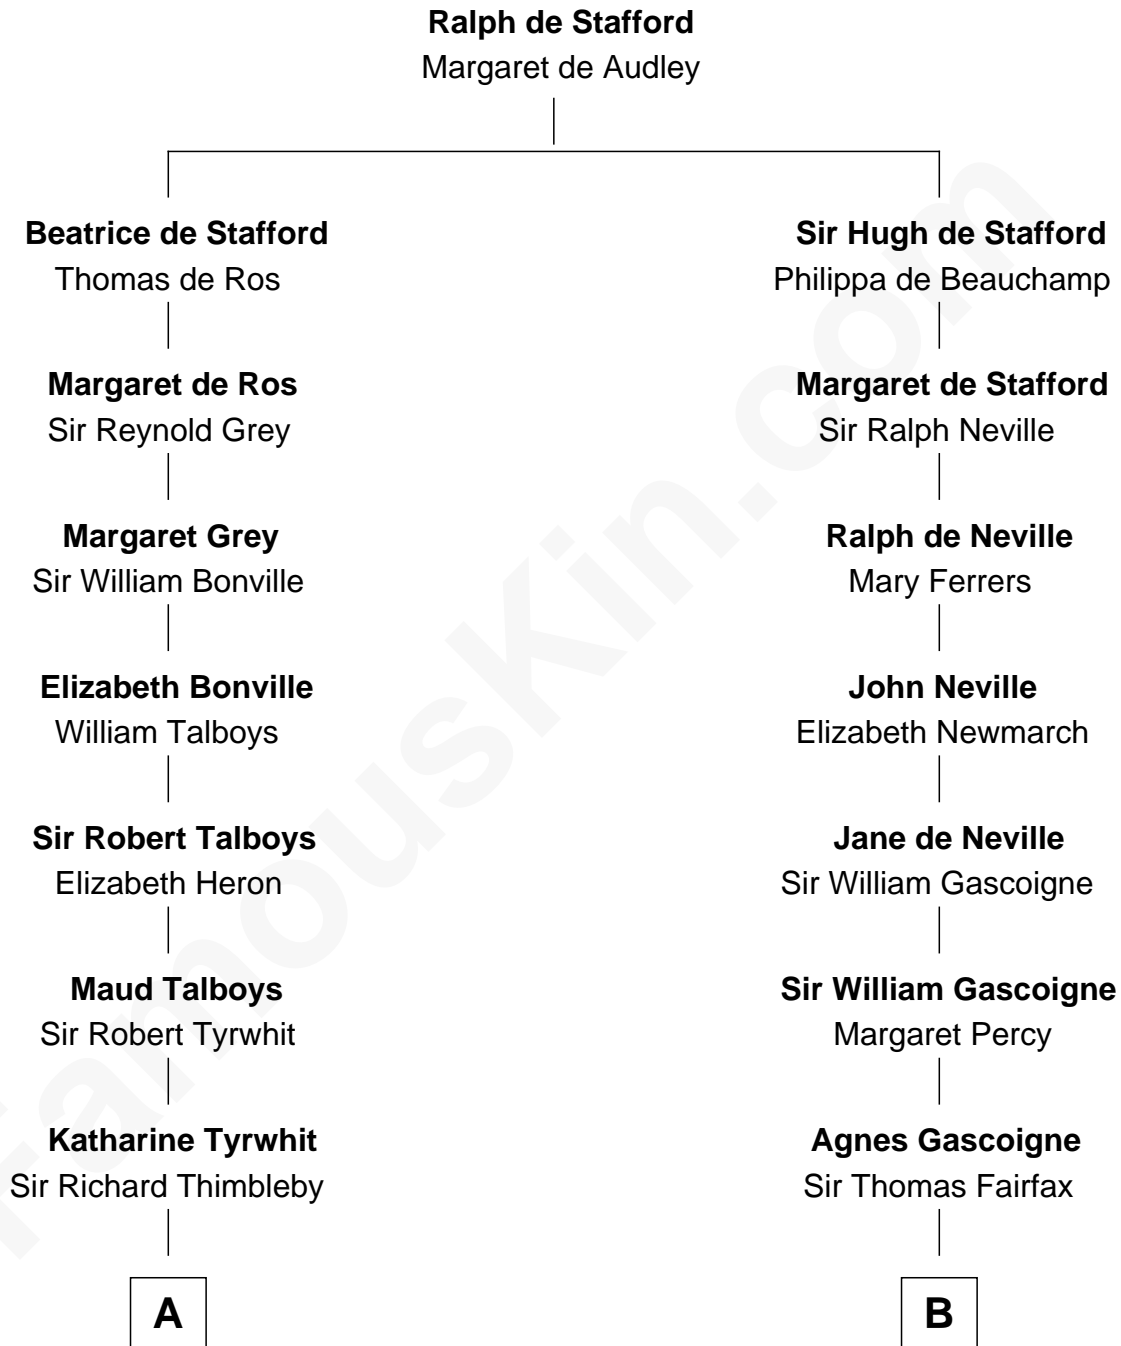 Ralph de Stafford
Margaret de Audley
Beatrice de Stafford
Thomas de Ros
Sir Hugh de Stafford
Philippa de Beauchamp
Margaret de Ros
Sir Reynold Grey
Margaret de Stafford
Sir Ralph Neville
Margaret Grey
Sir William Bonville
Ralph de Neville
Mary Ferrers
Elizabeth Bonville
William Talboys
John Neville
Elizabeth Newmarch
Sir Robert Talboys
Elizabeth Heron
Jane de Neville
Sir William Gascoigne
Maud Talboys
Sir Robert Tyrwhit
Sir William Gascoigne
Margaret Percy
Katharine Tyrwhit
Sir Richard Thimbleby
Agnes Gascoigne
Sir Thomas Fairfax
A
B
FamousKin.com